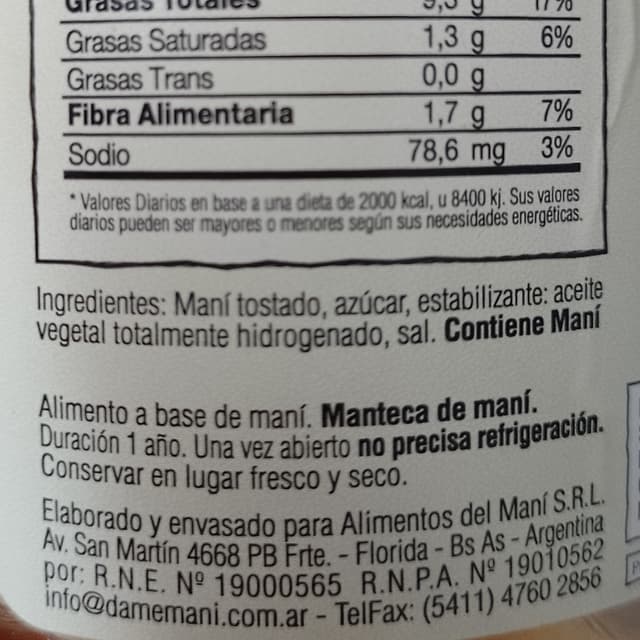 Grasas Totales 9,3 g 17%
Grasas Saturadas 1,3 g 6%
Grasas Trans 0,0 g
Fibra Alimentaria 1,7 g 7%
Sodio 78,6 mg 3%
* Valores Diarios en base a una dieta de 2000 kcal, u 8400 kj. Sus valores
diarios pueden ser mayores o menores según sus necesidades energéticas.
Ingredientes: Maní tostado, azúcar, estabilizante: aceite
vegetal totalmente hidrogenado, sal. Contiene Maní
Alimento a base de maní. Manteca de maní.
Duración 1 año. Una vez abierto no precisa refrigeración.
Conservar en lugar fresco y seco.
Elaborado y envasado para Alimentos del Maní S.R.L.
Av. San Martín 4668 PB Frte. - Florida - Bs As - Argentina
por: R.N.E. Nº 19000565 R.N.P.A. Nº 19010562
info@damemani.com.ar - TelFax: (5411) 4760 2856